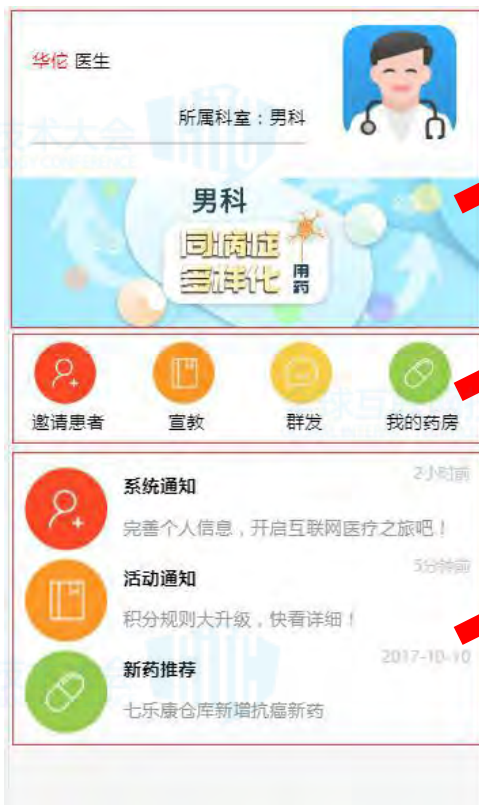 华佗 医生
所属科室：男科
技术大会
男科
同病症
多样化
用药
邀请患者
宣教
群发
我的药房
系统通知
2小时前
完善个人信息，开启互联网医疗之旅吧！
活动通知
5分钟前
积分规则大升级，快看详细！
新药推荐
2017-10-10
七乐康仓库新增抗癌新药